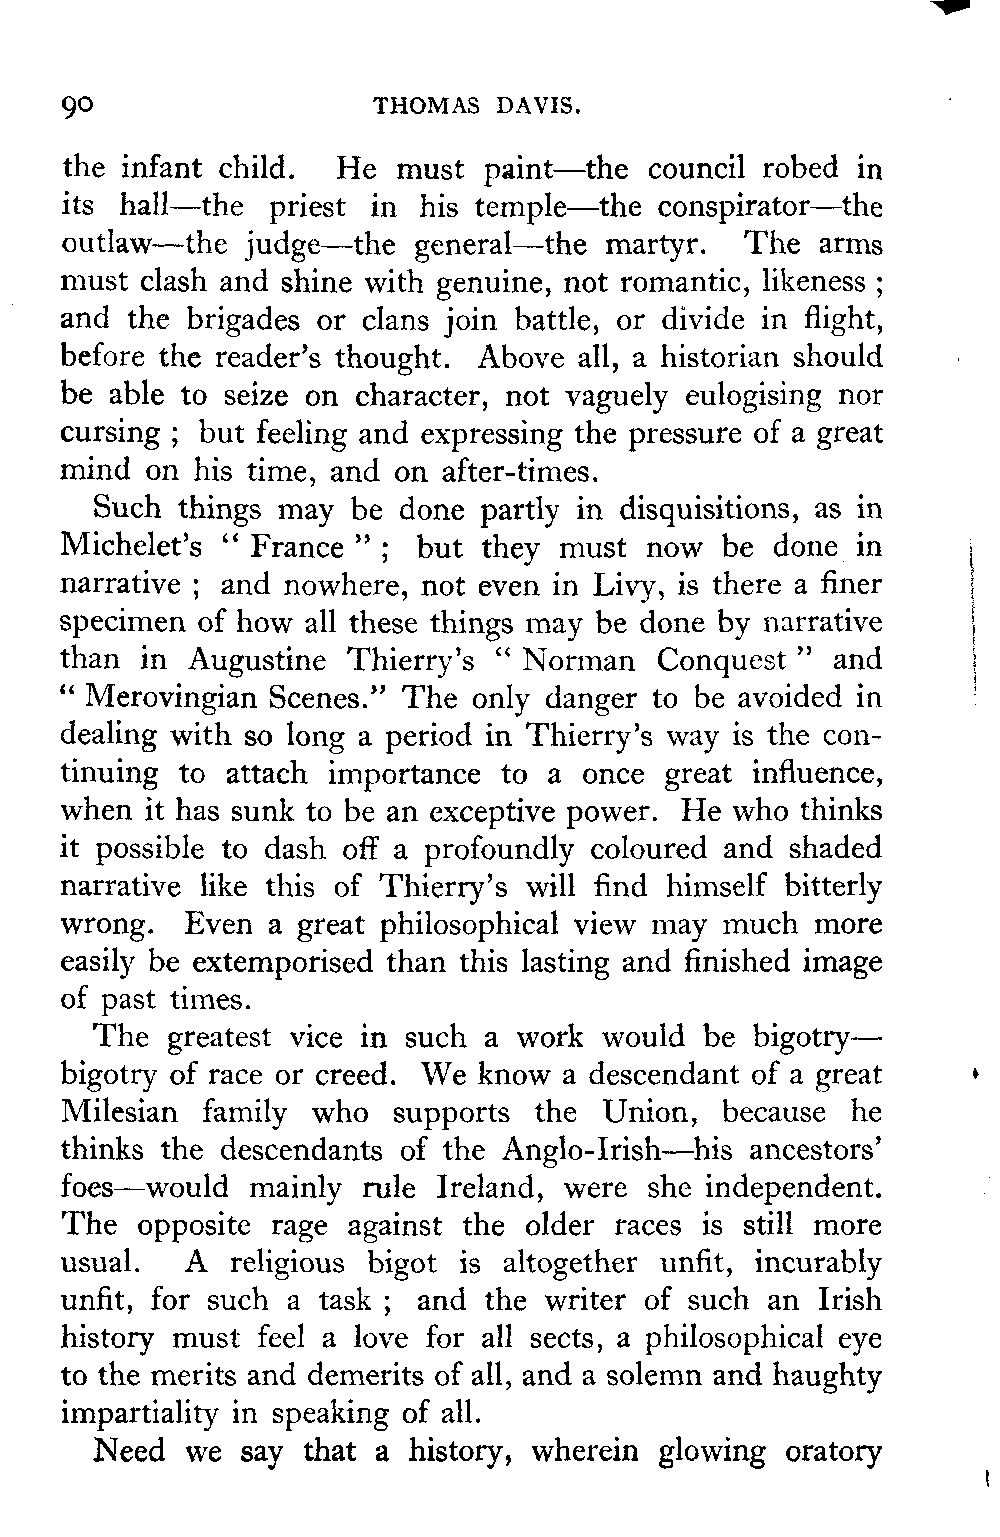 90 THOMAS DAVIS.
the infant child. He must paint—the council robed in
its hall—the priest in his temple—the conspirator—the
outlaw—the judge—the general—the martyr. The arms
must clash and shine with genuine, not romantic, likeness ;
and the brigades or clans join battle, or divide in flight,
before the reader's thought. Above all, a historian should
be able to seize on character, not vaguely eulogising nor
cursing ; but feeling and expressing the pressure of a great
mind on his time, and on after-times.
Such things may be done partly in disquisitions, as in
Michelet's “ France ” ; but they must now be done in
narrative ; and nowhere, not even in Livy, is there a finer
specimen of how all these things may be done by narrative
than in Augustine Thierry's “ Norman Conquest ” and
“ Merovingian Scenes.” The only danger to be avoided in
dealing with so long a period in Thierry's way is the con-
tinuing to attach importance to a once great influence,
when it has sunk to be an exceptive power. He who thinks
it possible to dash off a profoundly coloured and shaded
narrative like this of Thierry's will find himself bitterly
wrong. Even a great philosophical view may much more
easily be extemporised than this lasting and finished image
of past times.
The greatest vice in such a work would be bigotry—
bigotry of race or creed. We know a descendant of a great
Milesian family who supports the Union, because he
thinks the descendants of the Anglo-Irish—his ancestors'
foes—would mainly rule Ireland, were she independent.
The opposite rage against the older races is still more
usual. A religious bigot is altogether unfit, incurably
unfit, for such a task ; and the writer of such an Irish
history must feel a love for all sects, a philosophical eye
to the merits and demerits of all, and a solemn and haughty
impartiality in speaking of all.
Need we say that a history, wherein glowing oratory